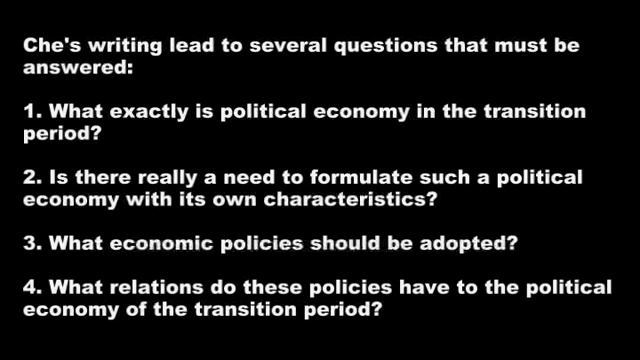 Che's writing lead to several questions that must be
answered:
1. What exactly is political economy in the transition
period?
2. Is there really a need to formulate such a political
economy with its own characteristics?
3. What economic policies should be adopted?
4. What relations do these policies have to the political
economy of the transition period?